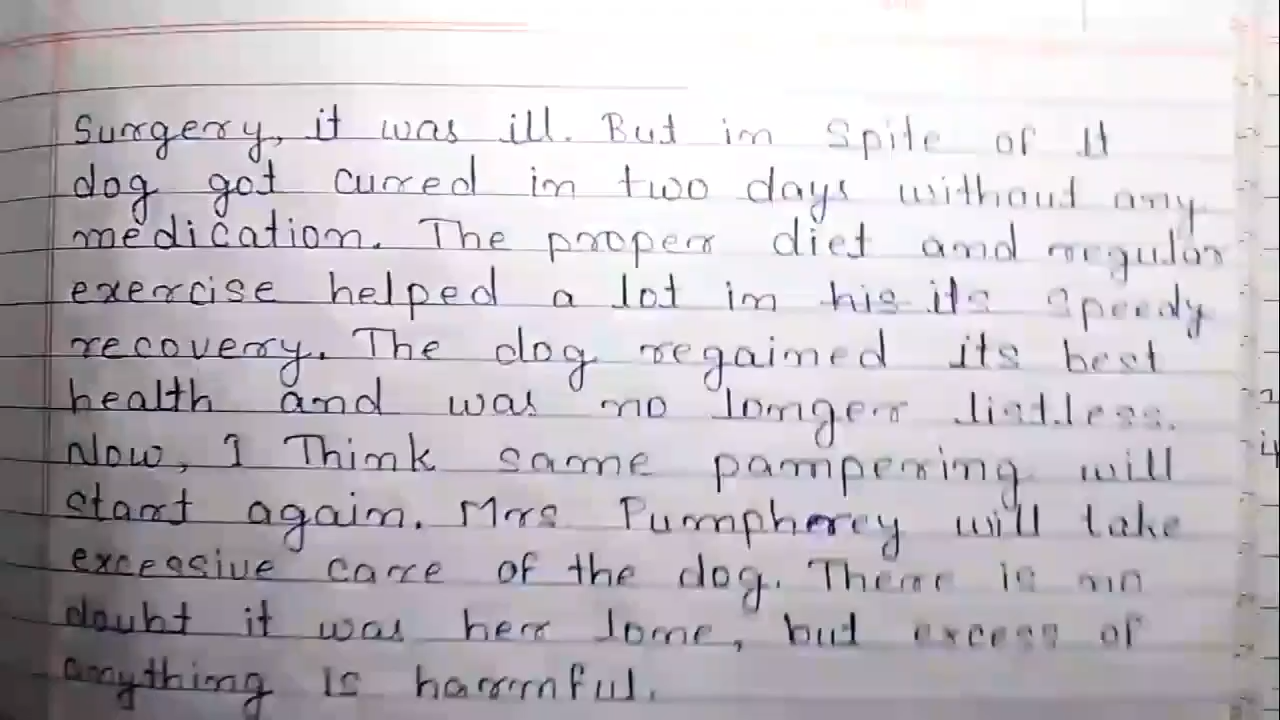 Surgery, it was ill. But in Spite of It
dog got cured in two days without any
medication. The proper diet and regular
exercise helped a lot in his its speedy
recovery. The dog regained its best
health and was no longer listless.
Now, I Think same pampering will
start again. Mrs Pumphrey will take
excessive care of the dog. There is no
doubt it was her lome, but excess of
anything is harmful.